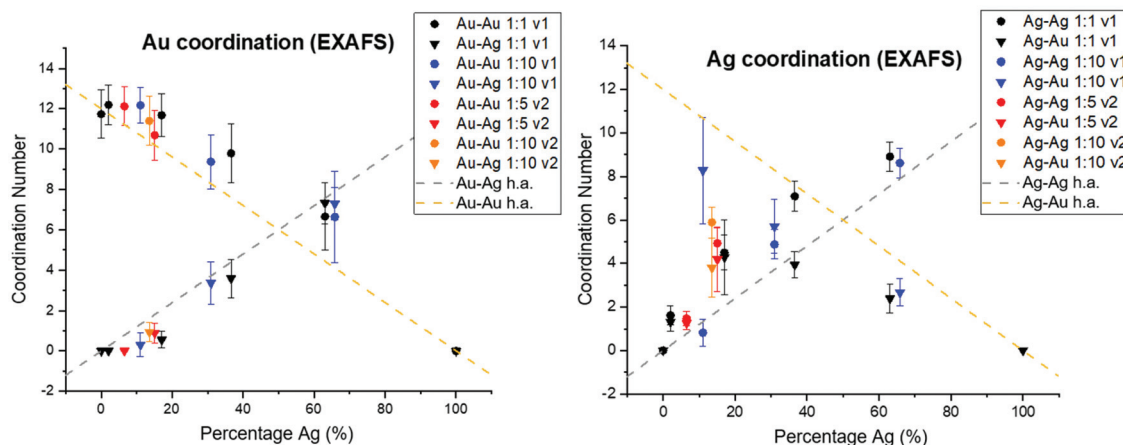 Au coordination (EXAFS)
Au-Au 1:1 v1
Au-Ag 1:1 v1
Au-Au 1:10 v1
Au-Ag 1:10 v1
Au-Au 1:5 v2
Au-Ag 1:5 v2
Au-Au 1:10 v2
Au-Ag 1:10 v2
Au-Ag h.a.
Au-Au h.a.
Coordination Number
14
12
10
8
6
4
2
0
-2
0
20
40
60
80
100
Percentage Ag (%)
Ag coordination (EXAFS)
Ag-Ag 1:1 v1
Ag-Au 1:1 v1
Ag-Ag 1:10 v1
Ag-Au 1:10 v1
Ag-Ag 1:5 v2
Ag-Au 1:5 v2
Ag-Ag 1:10 v2
Ag-Au 1:10 v2
Ag-Ag h.a.
Ag-Au h.a.
Coordination Number
14
12
10
8
6
4
2
0
-2
0
20
40
60
80
100
Percentage Ag (%)